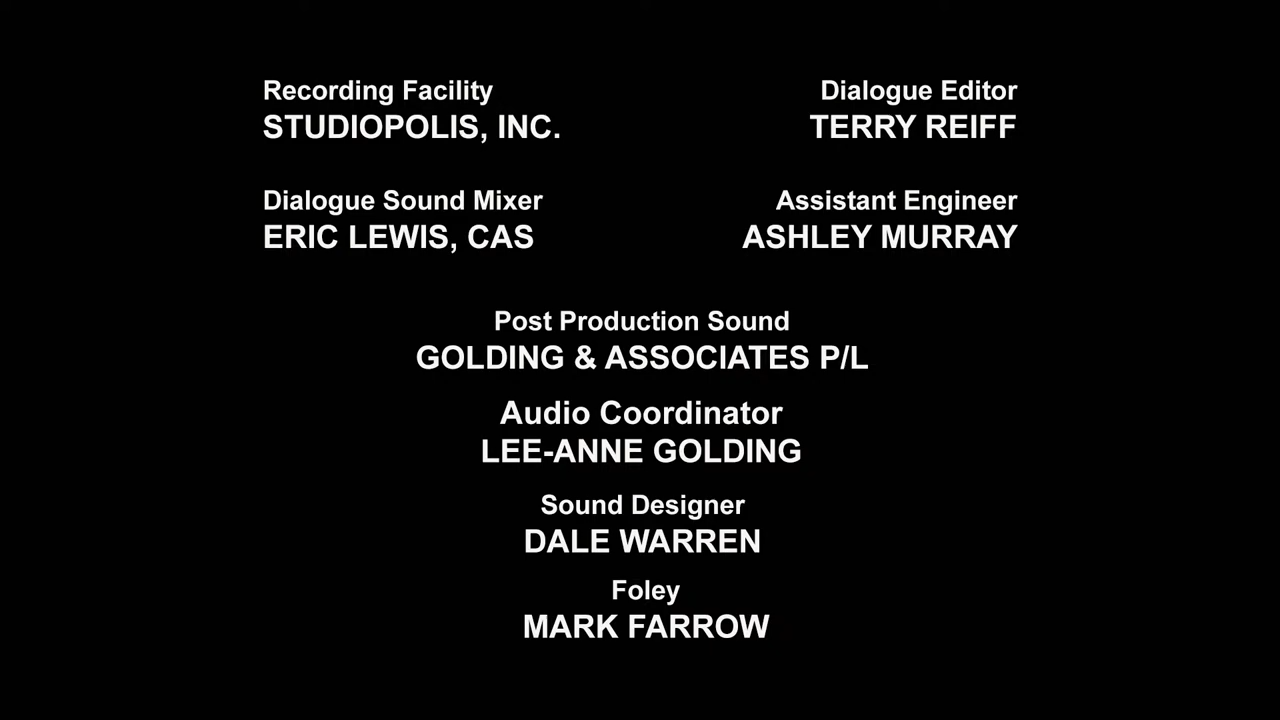 Recording Facility
STUDIOPOLIS, INC.
Dialogue Editor
TERRY REIFF
Dialogue Sound Mixer
ERIC LEWIS, CAS
Assistant Engineer
ASHLEY MURRAY
Post Production Sound
GOLDING & ASSOCIATES P/L
Audio Coordinator
LEE-ANNE GOLDING
Sound Designer
DALE WARREN
Foley
MARK FARROW